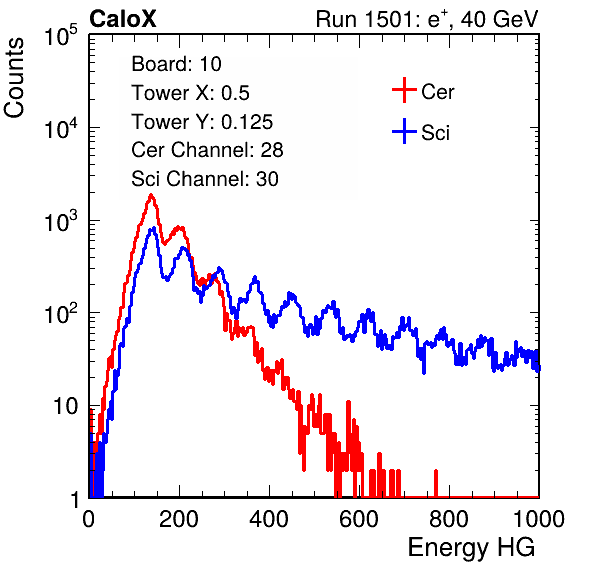 CaloX Run 1501: e⁺, 40 GeV
Counts
10⁵
10⁴
10³
10²
10
1
Board: 10
Tower X: 0.5
Tower Y: 0.125
Cer Channel: 28
Sci Channel: 30
Cer
Sci
0 200 400 600 800 1000
Energy HG